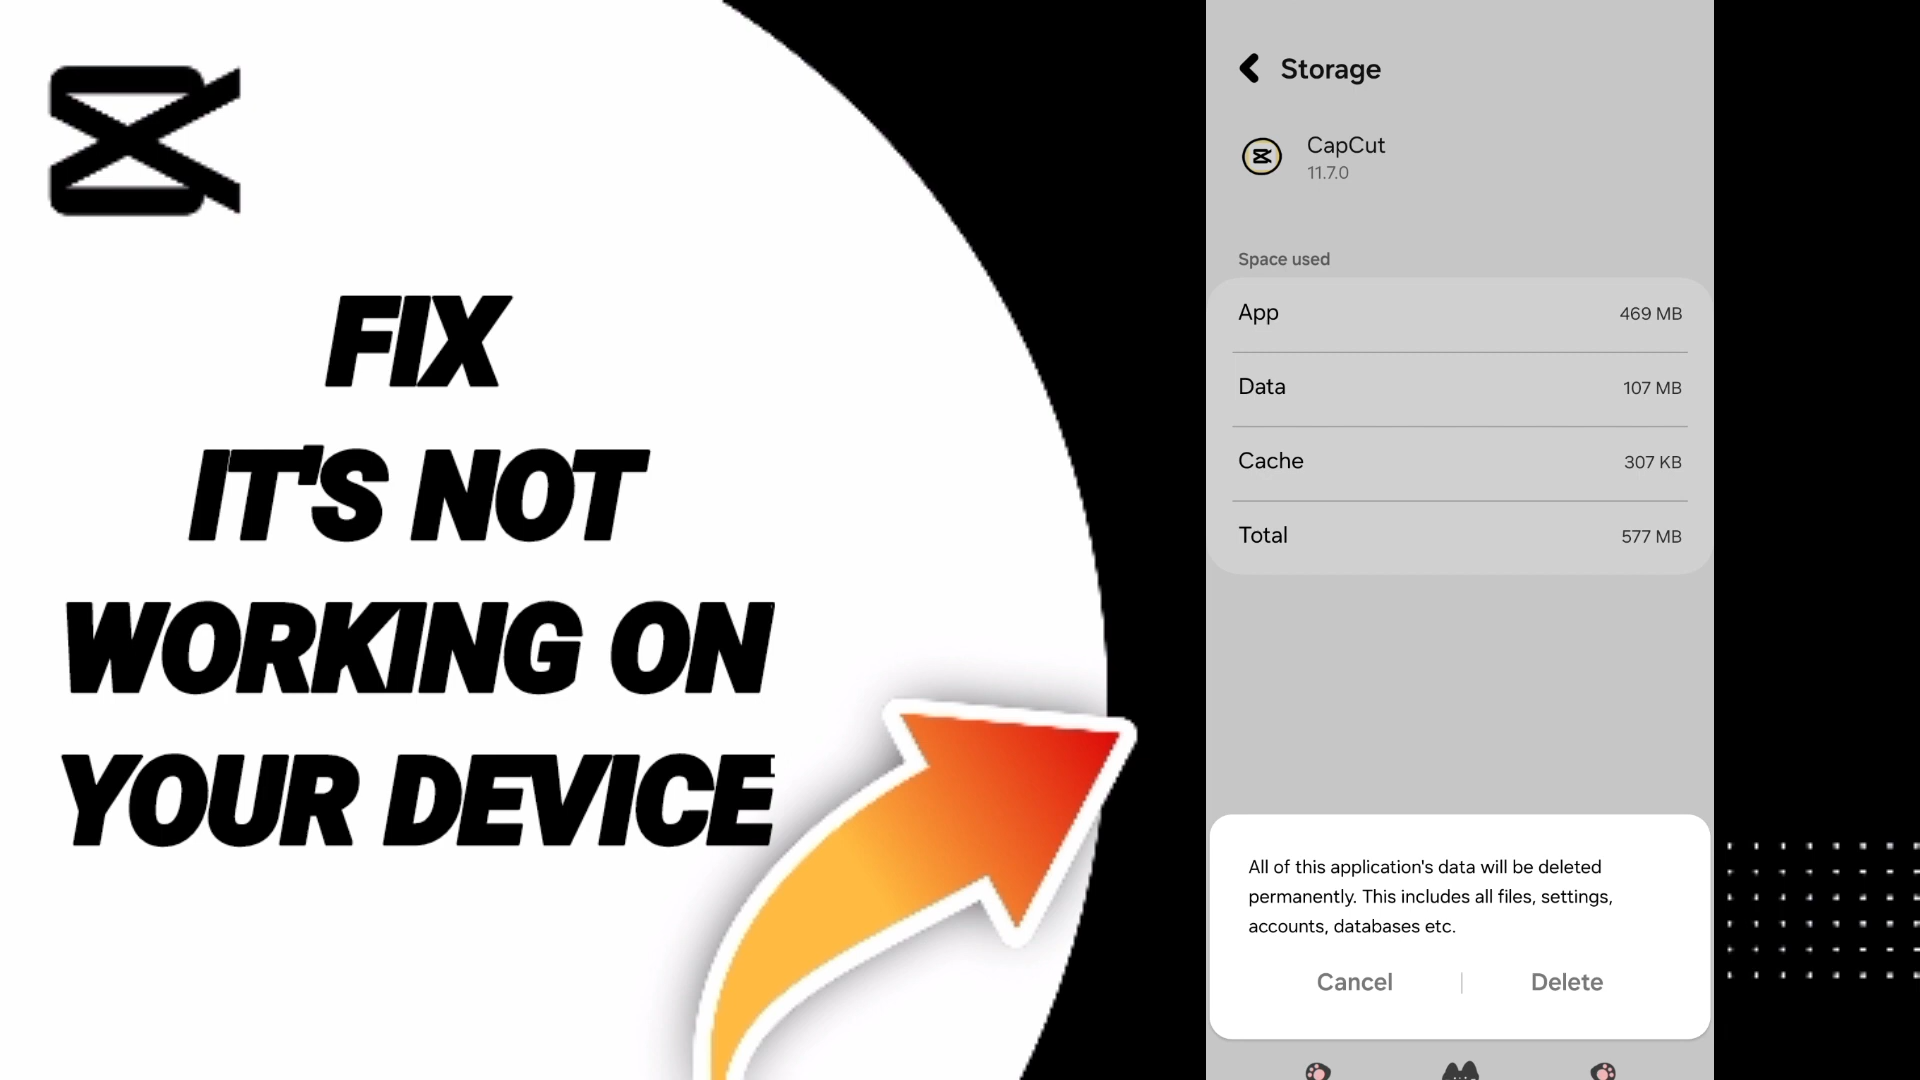 FIX
IT'S NOT
WORKING ON
YOUR DEVICE
Storage
CapCut
11.7.0
Space used
App 469 MB
Data 107 MB
Cache 307 KB
Total 577 MB
All of this application's data will be deleted
permanently. This includes all files, settings,
accounts, databases etc.
Cancel | Delete